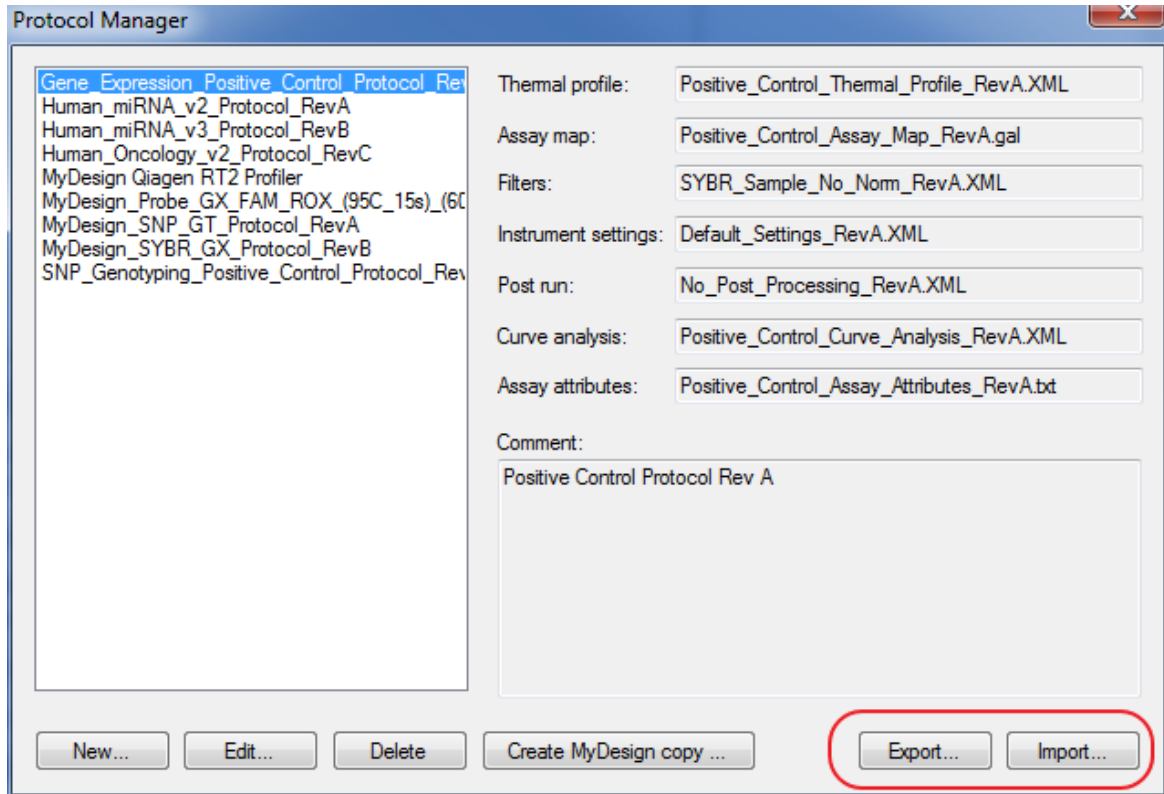 Protocol Manager
Gene_Expression_Positive_Control_Protocol_Rev
Human_miRNA_v2_Protocol_RevA
Human_miRNA_v3_Protocol_RevB
Human_Oncology_v2_Protocol_RevC
MyDesign Qiagen RT2 Profiler
MyDesign_Probe_GX_FAM_ROX_(95C_15s)_(60
MyDesign_SNP_GT_Protocol_RevA
MyDesign_SYBR_GX_Protocol_RevB
SNP_Genotyping_Positive_Control_Protocol_Rev
Thermal profile: Positive_Control_Thermal_Profile_RevA.XML
Assay map: Positive_Control_Assay_Map_RevA.gal
Filters: SYBR_Sample_No_Norm_RevA.XML
Instrument settings: Default_Settings_RevA.XML
Post run: No_Post_Processing_RevA.XML
Curve analysis: Positive_Control_Curve_Analysis_RevA.XML
Assay attributes: Positive_Control_Assay_Attributes_RevA.txt
Comment:
Positive Control Protocol Rev A
New... Edit... Delete Create MyDesign copy ... Export... Import...